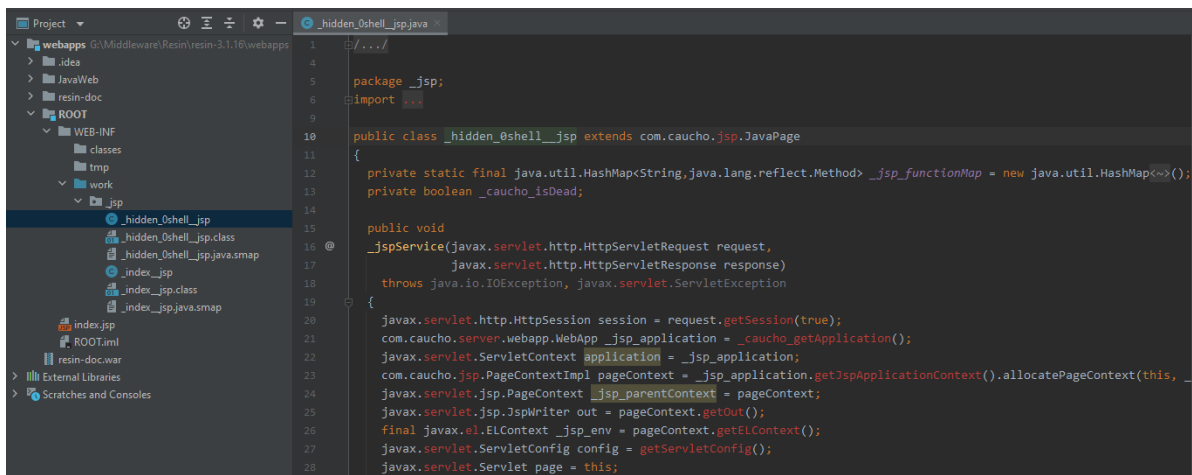 Project
webapps G:\Middleware\Resin\resin-3.1.16\webapps
.idea
JavaWeb
resin-doc
ROOT
WEB-INF
classes
tmp
work
_jsp
_hidden_0shell__jsp
_hidden_0shell__jsp.class
_hidden_0shell__jsp.java.smap
_index__jsp
_index__jsp.class
_index__jsp.java.smap
index.jsp
ROOT.iml
resin-doc.war
External Libraries
Scratches and Consoles
_hidden_0shell__jsp.java
1 /.../
4
5 package _jsp;
6 import ...
9
10 public class _hidden_0shell__jsp extends com.caucho.jsp.JavaPage
11 {
12 private static final java.util.HashMap<String,java.lang.reflect.Method> _jsp_functionMap = new java.util.HashMap<~>();
13 private boolean _caucho_isDead;
14
15 public void
16 @ _jspService(javax.servlet.http.HttpServletRequest request,
17 javax.servlet.http.HttpServletResponse response)
18 throws java.io.IOException, javax.servlet.ServletException
19 {
20 javax.servlet.http.HttpSession session = request.getSession(true);
21 com.caucho.server.webapp.WebApp _jsp_application = _caucho_getApplication();
22 javax.servlet.ServletContext application = _jsp_application;
23 com.caucho.jsp.PageContextImpl pageContext = _jsp_application.getJspApplicationContext().allocatePageContext(this, _
24 javax.servlet.jsp.PageContext _jsp_parentContext = pageContext;
25 javax.servlet.jsp.JspWriter out = pageContext.getOut();
26 final javax.el.ELContext _jsp_env = pageContext.getELContext();
27 javax.servlet.ServletConfig config = getServletConfig();
28 javax.servlet.Servlet page = this;